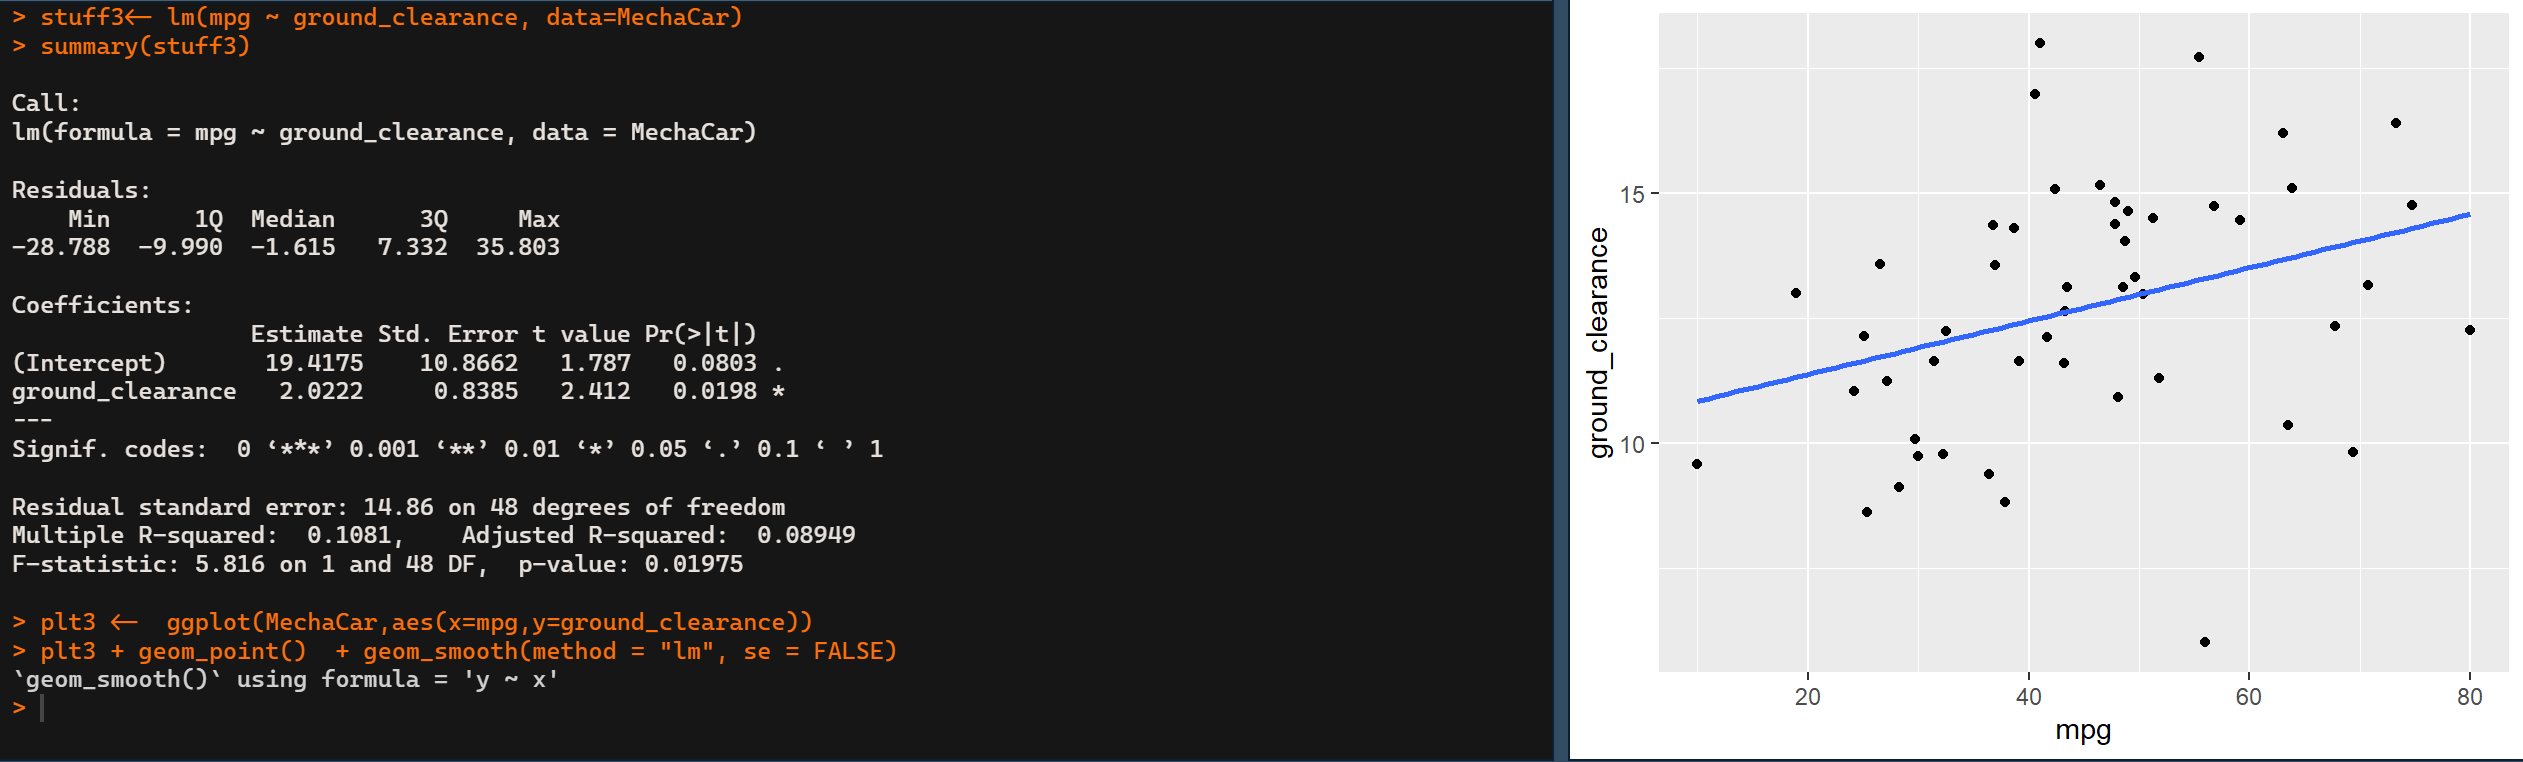 > stuff3<- lm(mpg ~ ground_clearance, data=MechaCar)
> summary(stuff3)
Call:
lm(formula = mpg ~ ground_clearance, data = MechaCar)
Residuals:
    Min      1Q  Median      3Q     Max
-28.788  -9.990  -1.615   7.332  35.803
Coefficients:
                 Estimate Std. Error t value Pr(>|t|)
(Intercept)       19.4175    10.8662   1.787   0.0803 .
ground_clearance   2.0222     0.8385   2.412   0.0198 *
---
Signif. codes:  0 ‘***’ 0.001 ‘**’ 0.01 ‘*’ 0.05 ‘.’ 0.1 ‘ ’ 1
Residual standard error: 14.86 on 48 degrees of freedom
Multiple R-squared:  0.1081,    Adjusted R-squared:  0.08949
F-statistic: 5.816 on 1 and 48 DF,  p-value: 0.01975
> plt3 <-  ggplot(MechaCar,aes(x=mpg,y=ground_clearance))
> plt3 + geom_point()  + geom_smooth(method = "lm", se = FALSE)
`geom_smooth()` using formula = 'y ~ x'
>
ground_clearance
15
10
20 40 60 80
mpg